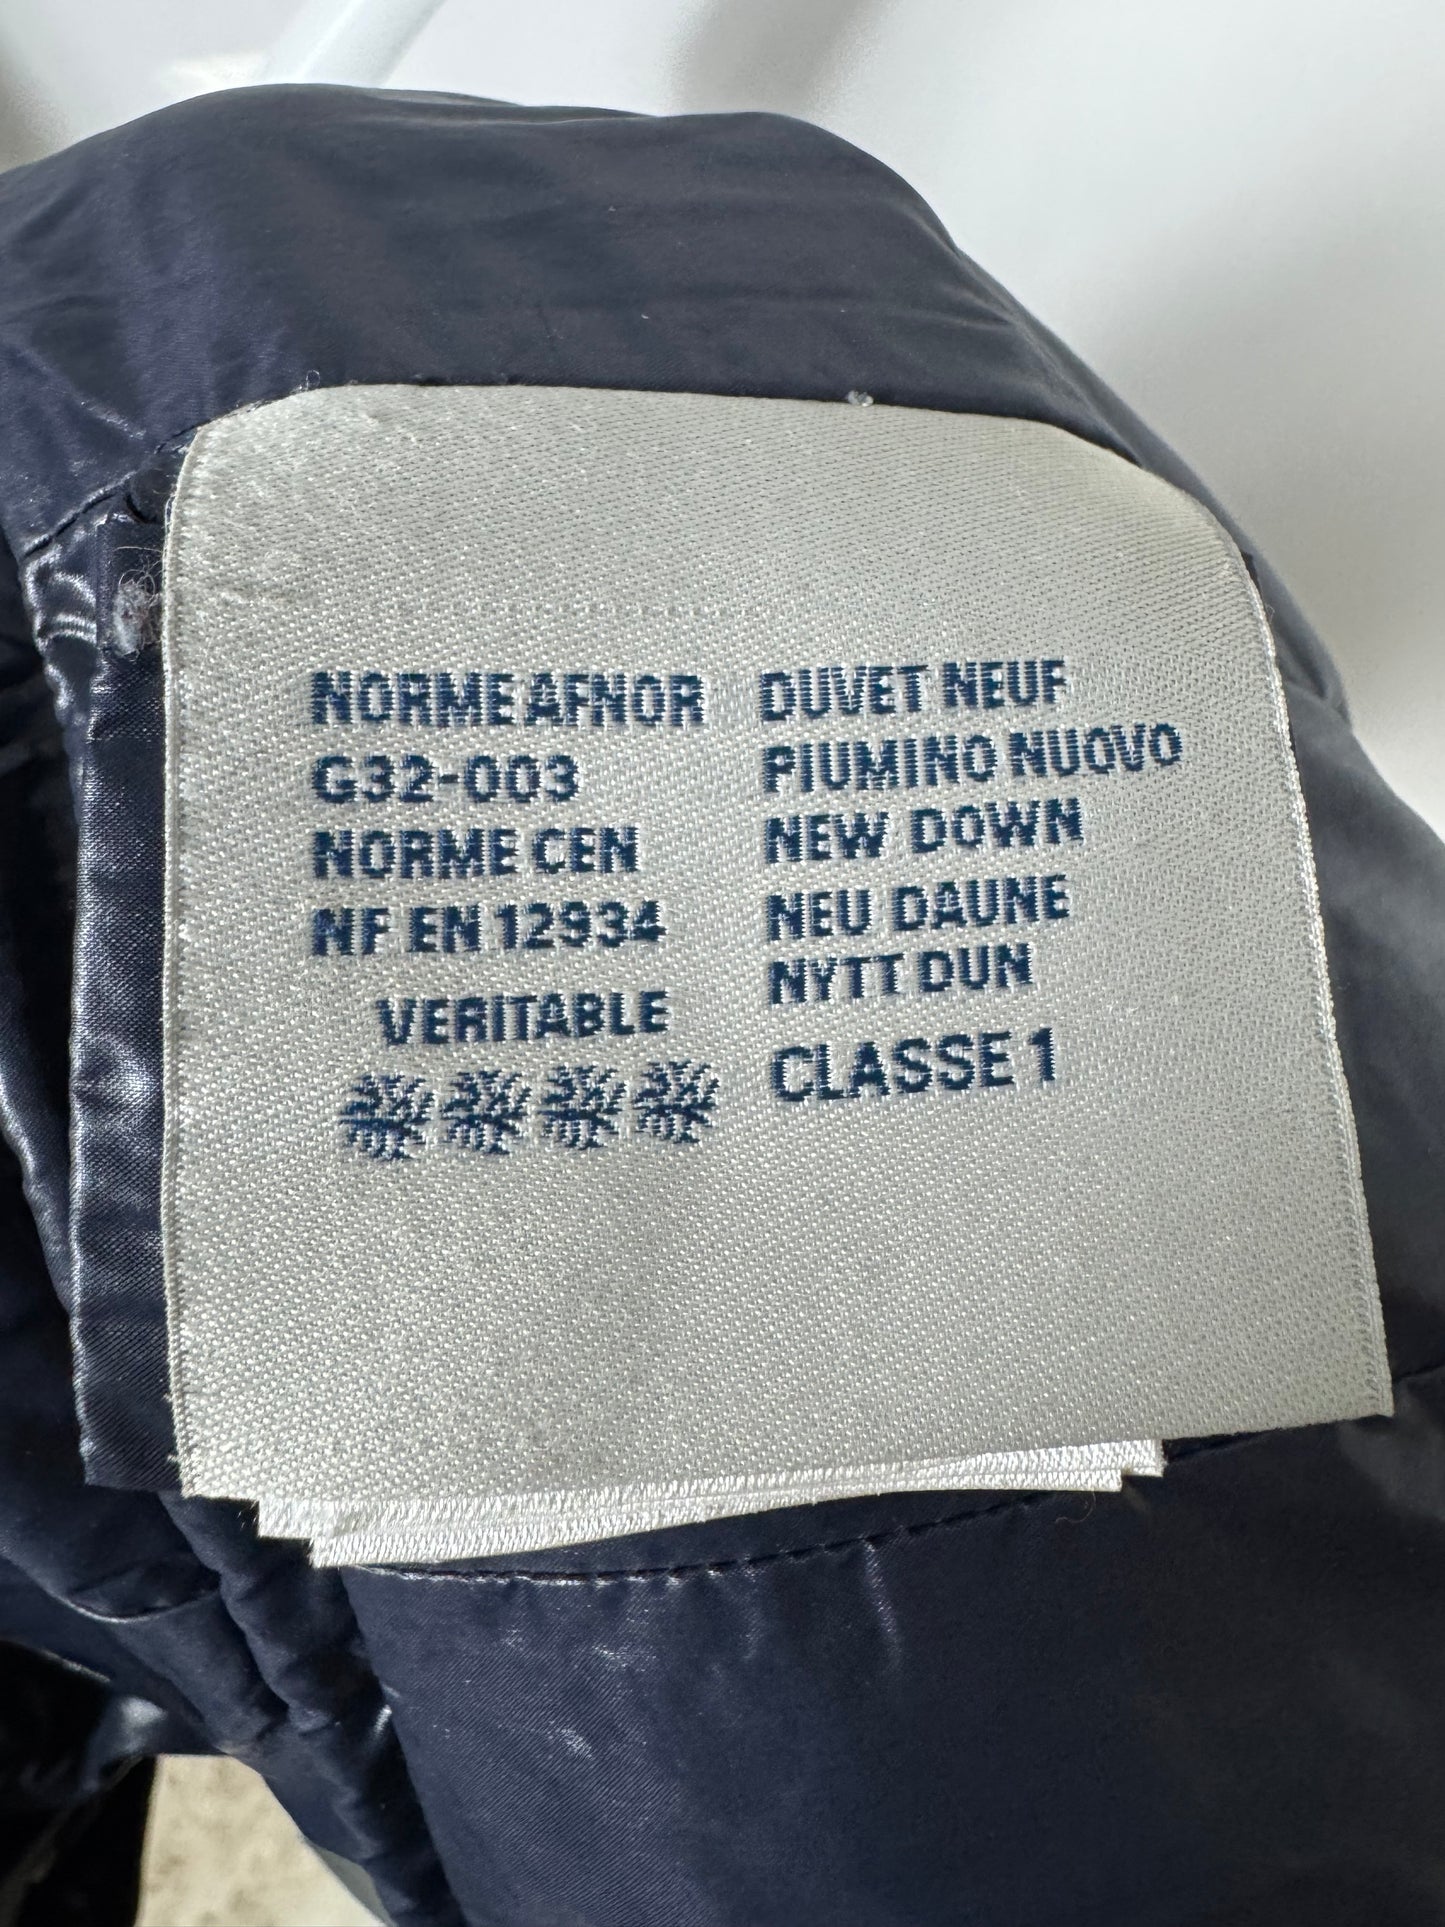 NORME AFNOR
G32-003
NORME CEN
NF EN 12934
VERITABLE
DUVET NEUF
PIUMINO NUOVO
NEW DOWN
NEU DAUNE
NYTT DUN
CLASSE 1